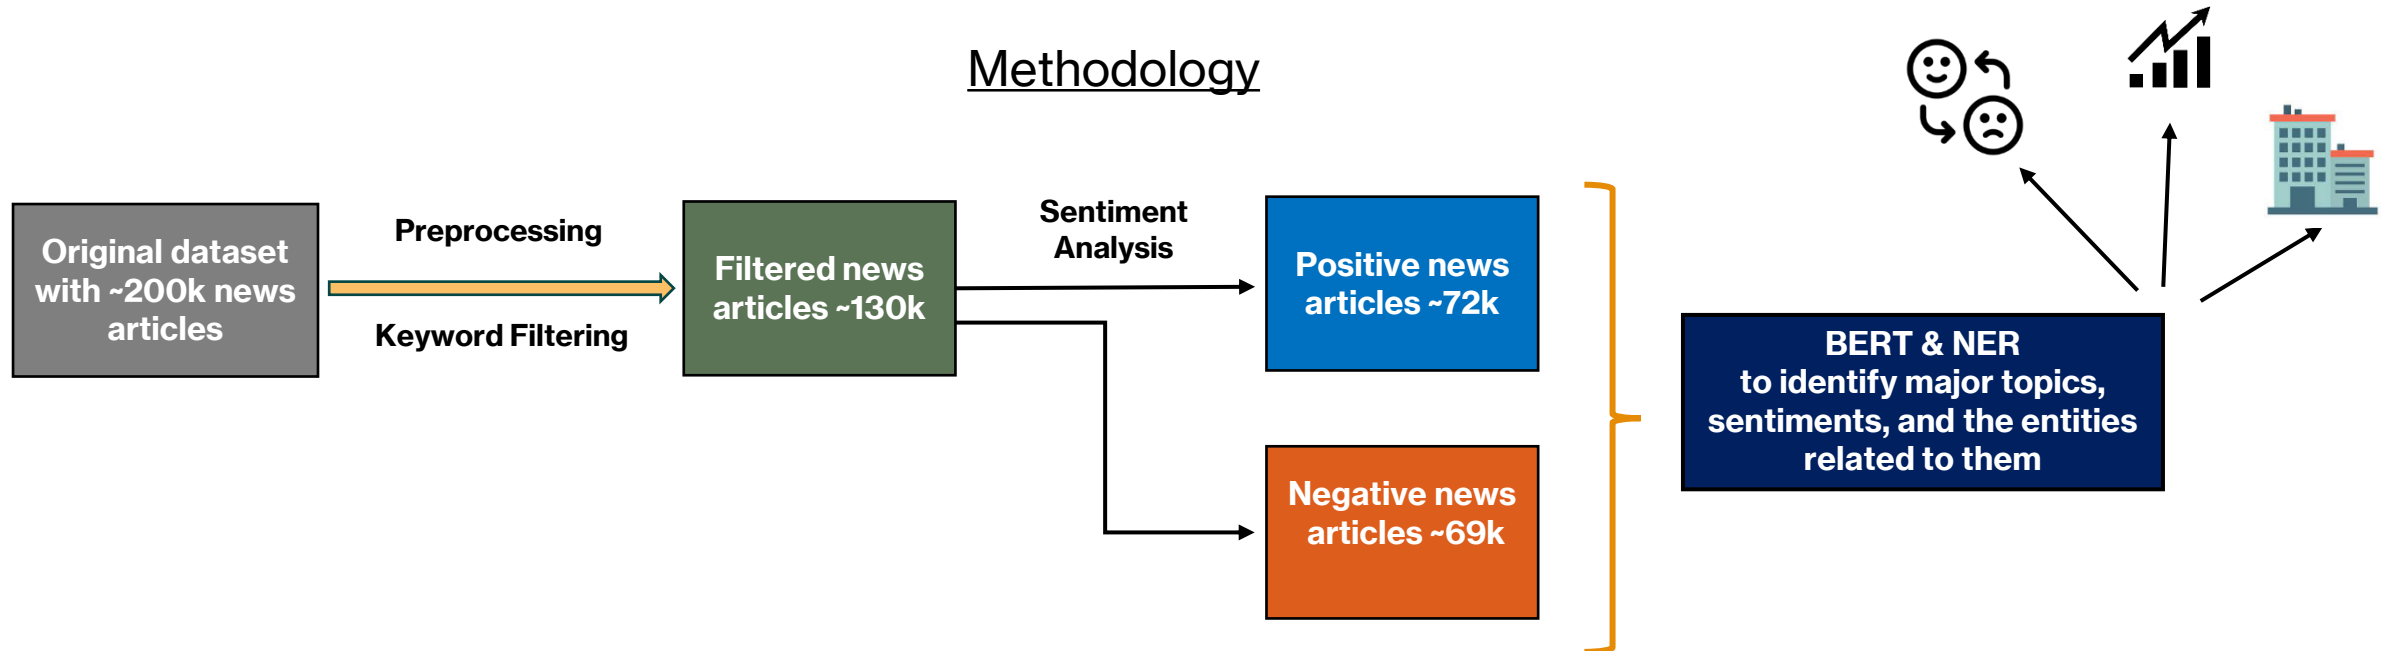 Methodology
Original dataset
with ~200k news
articles
Preprocessing
Keyword Filtering
Filtered news
articles ~130k
Sentiment
Analysis
Positive news
articles ~72k
Negative news
articles ~69k
BERT & NER
to identify major topics,
sentiments, and the entities
related to them